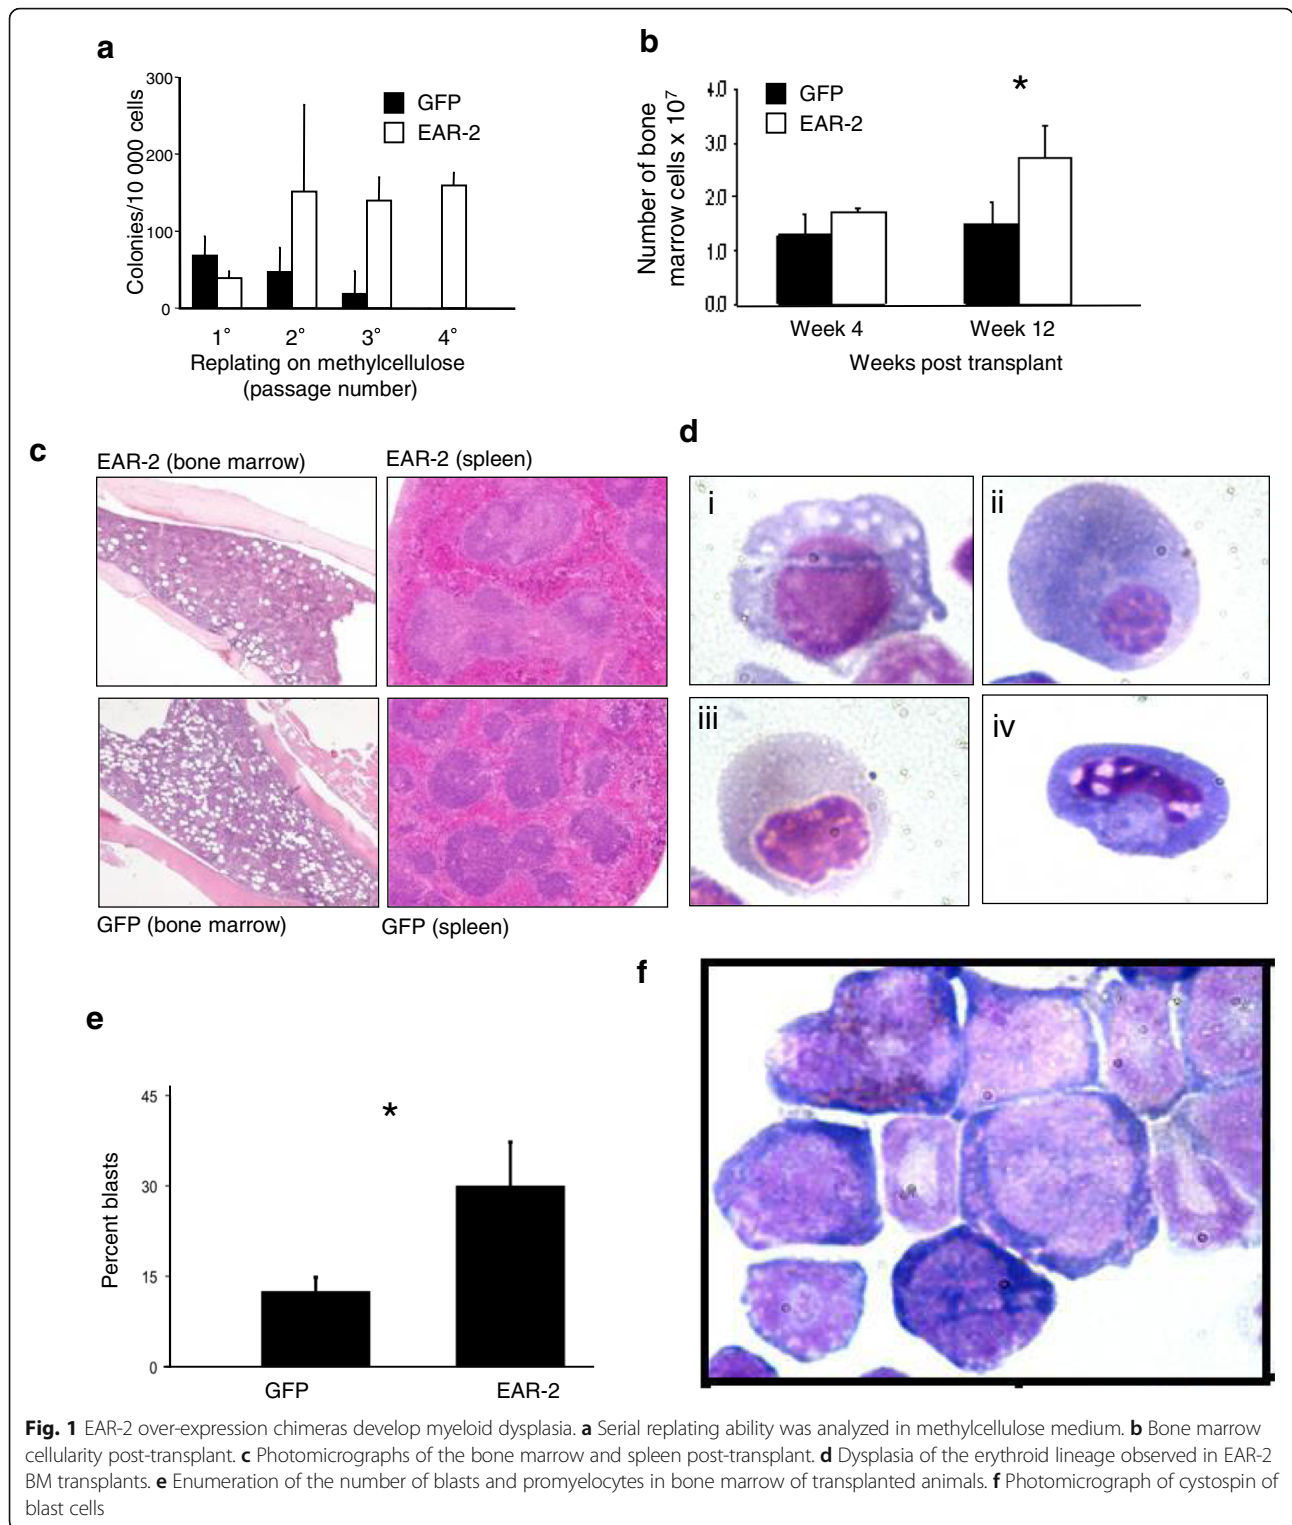 a
300
200
100
0
Colonies/10 000 cells
GFP
EAR-2
1° 2° 3° 4°
Replating on methylcellulose
(passage number)
b
4.0
3.0
2.0
1.0
0.0
Number of bone
marrow cells x 10⁷
GFP
EAR-2
*
Week 4 Week 12
Weeks post transplant
c
EAR-2 (bone marrow) EAR-2 (spleen)
GFP (bone marrow) GFP (spleen)
d
i ii
iii iv
e
45
30
15
0
Percent blasts
*
GFP EAR-2
f
Fig. 1 EAR-2 over-expression chimeras develop myeloid dysplasia. a Serial replating ability was analyzed in methylcellulose medium. b Bone marrow
cellularity post-transplant. c Photomicrographs of the bone marrow and spleen post-transplant. d Dysplasia of the erythroid lineage observed in EAR-2
BM transplants. e Enumeration of the number of blasts and promyelocytes in bone marrow of transplanted animals. f Photomicrograph of cystospin of
blast cells